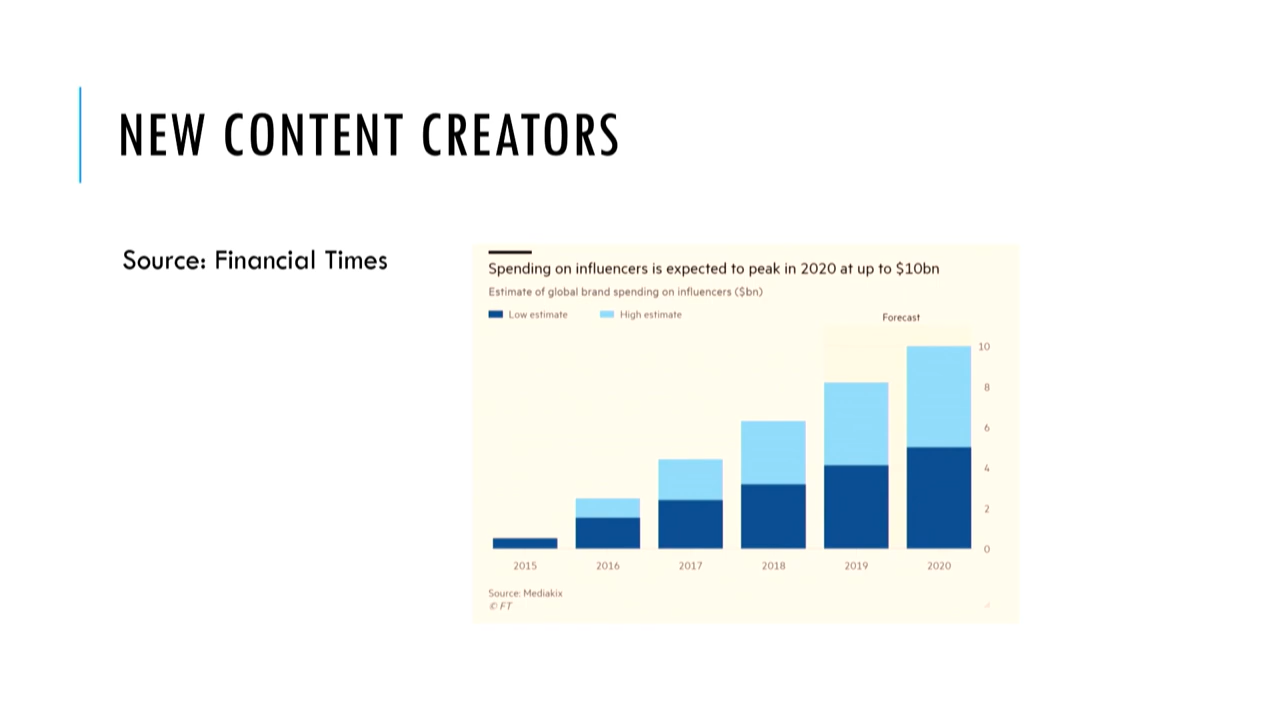 NEW CONTENT CREATORS
Source: Financial Times
Spending on influencers is expected to peak in 2020 at up to $10bn
Estimate of global brand spending on influencers ($bn)
Low estimate High estimate
Forecast
10
8
6
4
2
0
2015 2016 2017 2018 2019 2020
Source: Mediakix
© FT